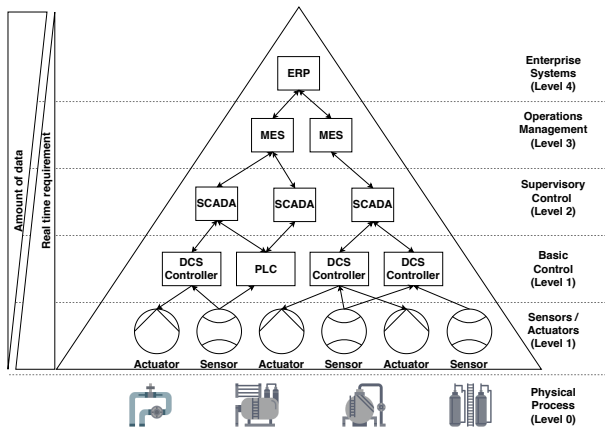 Amount of data
Real time requirement
ERP
Enterprise
Systems
(Level 4)
MES
MES
Operations
Management
(Level 3)
SCADA
SCADA
SCADA
Supervisory
Control
(Level 2)
DCS
Controller
PLC
DCS
Controller
DCS
Controller
Basic
Control
(Level 1)
Actuator
Sensor
Actuator
Sensor
Actuator
Sensor
Sensors /
Actuators
(Level 1)
Physical
Process
(Level 0)